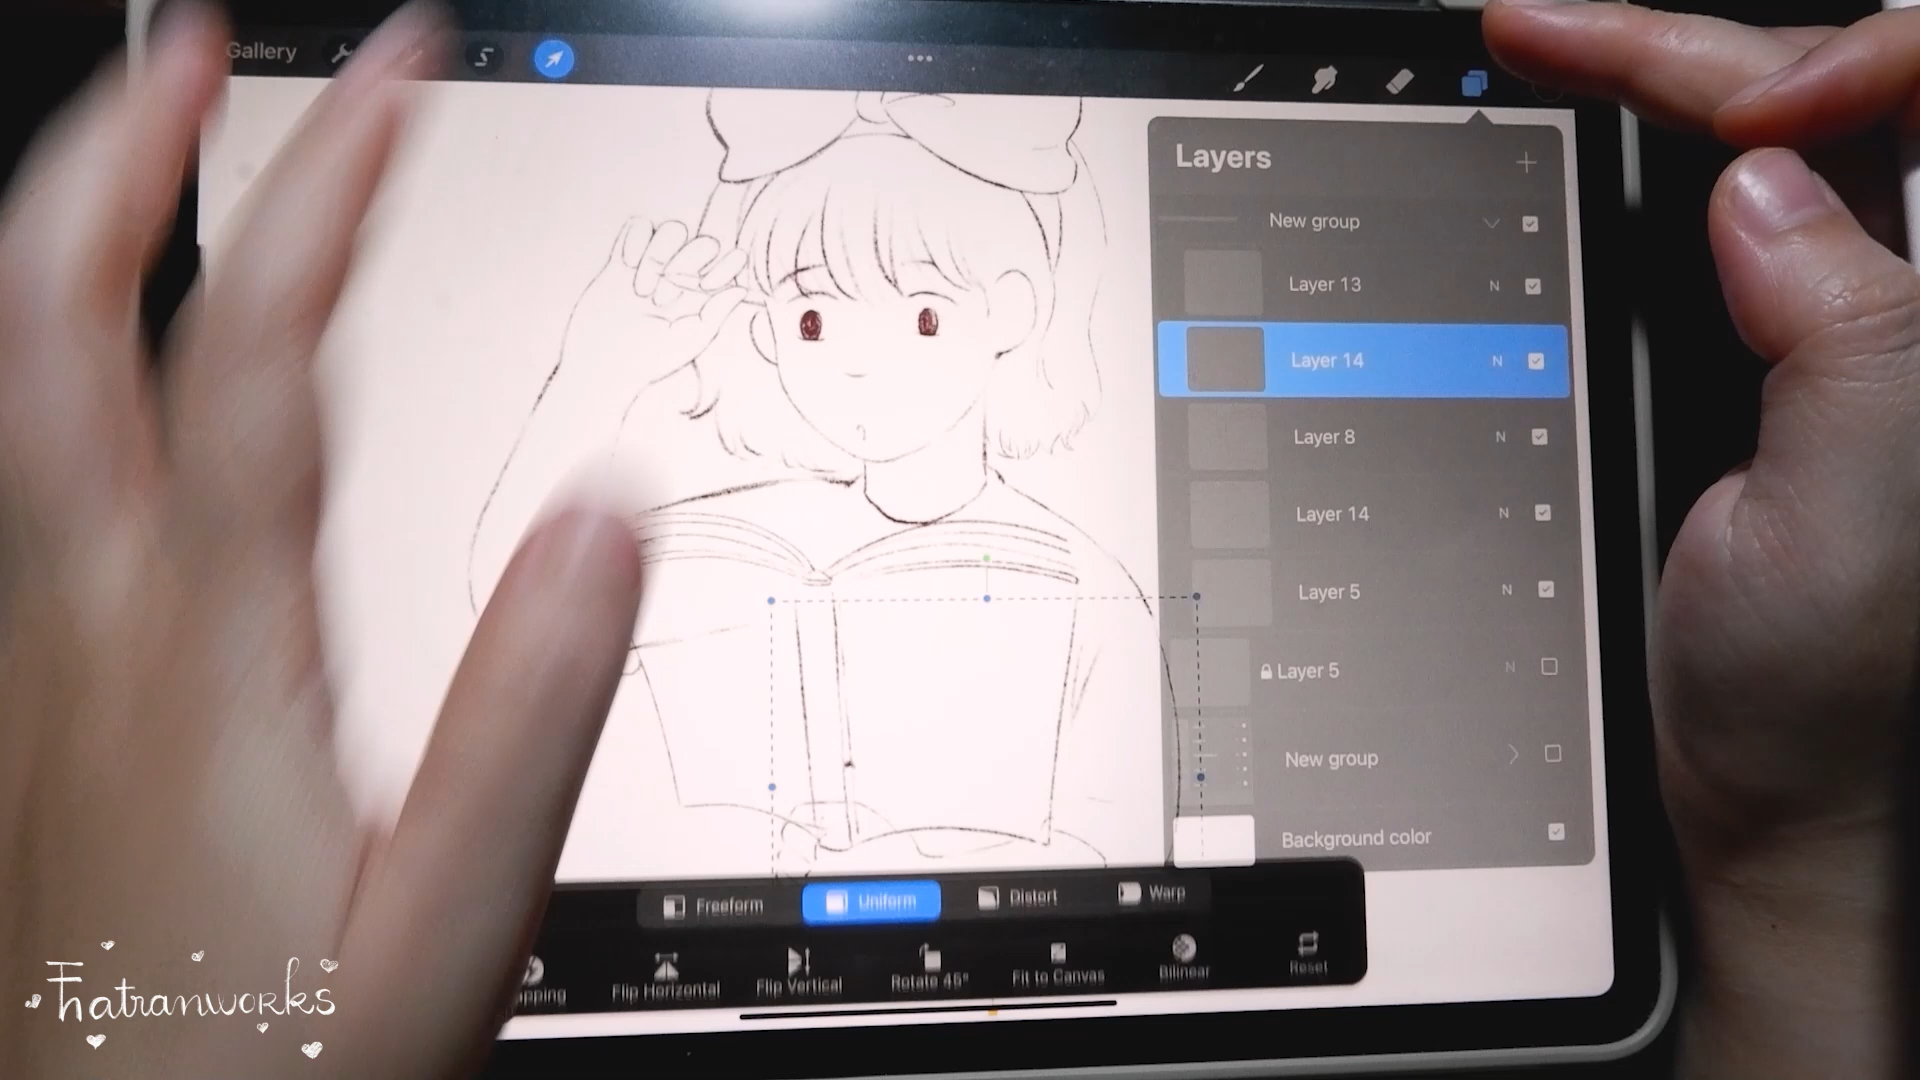 Gallery
S
Layers
New group
Layer 13 N
Layer 14 N
Layer 8 N
Layer 14 N
Layer 5 N
Layer 5 N
New group
Background color
Freeform Uniform Distort Warp
Flip Horizontal Flip Vertical Rotate 45° Fit to Canvas Bilinear Reset
Fhatranworks